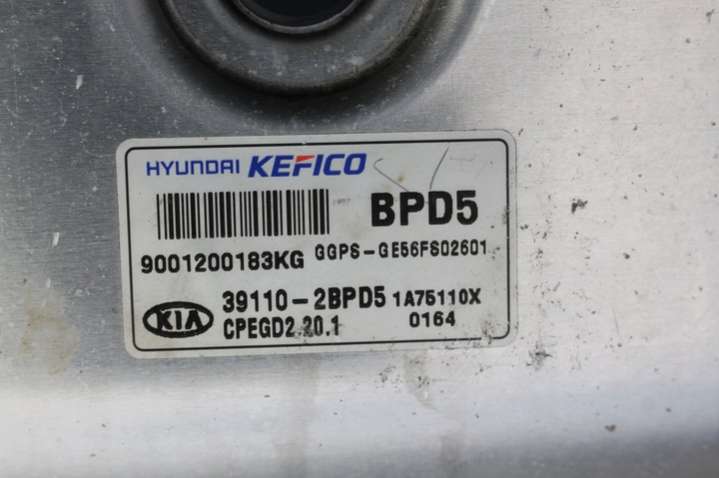 HYUNDAI KEFICO
BPD5
9001200183KG GGPS-GE56FS02601
39110-2BPD5 1A75110X
KIA
CPEGD2 20.1 0164